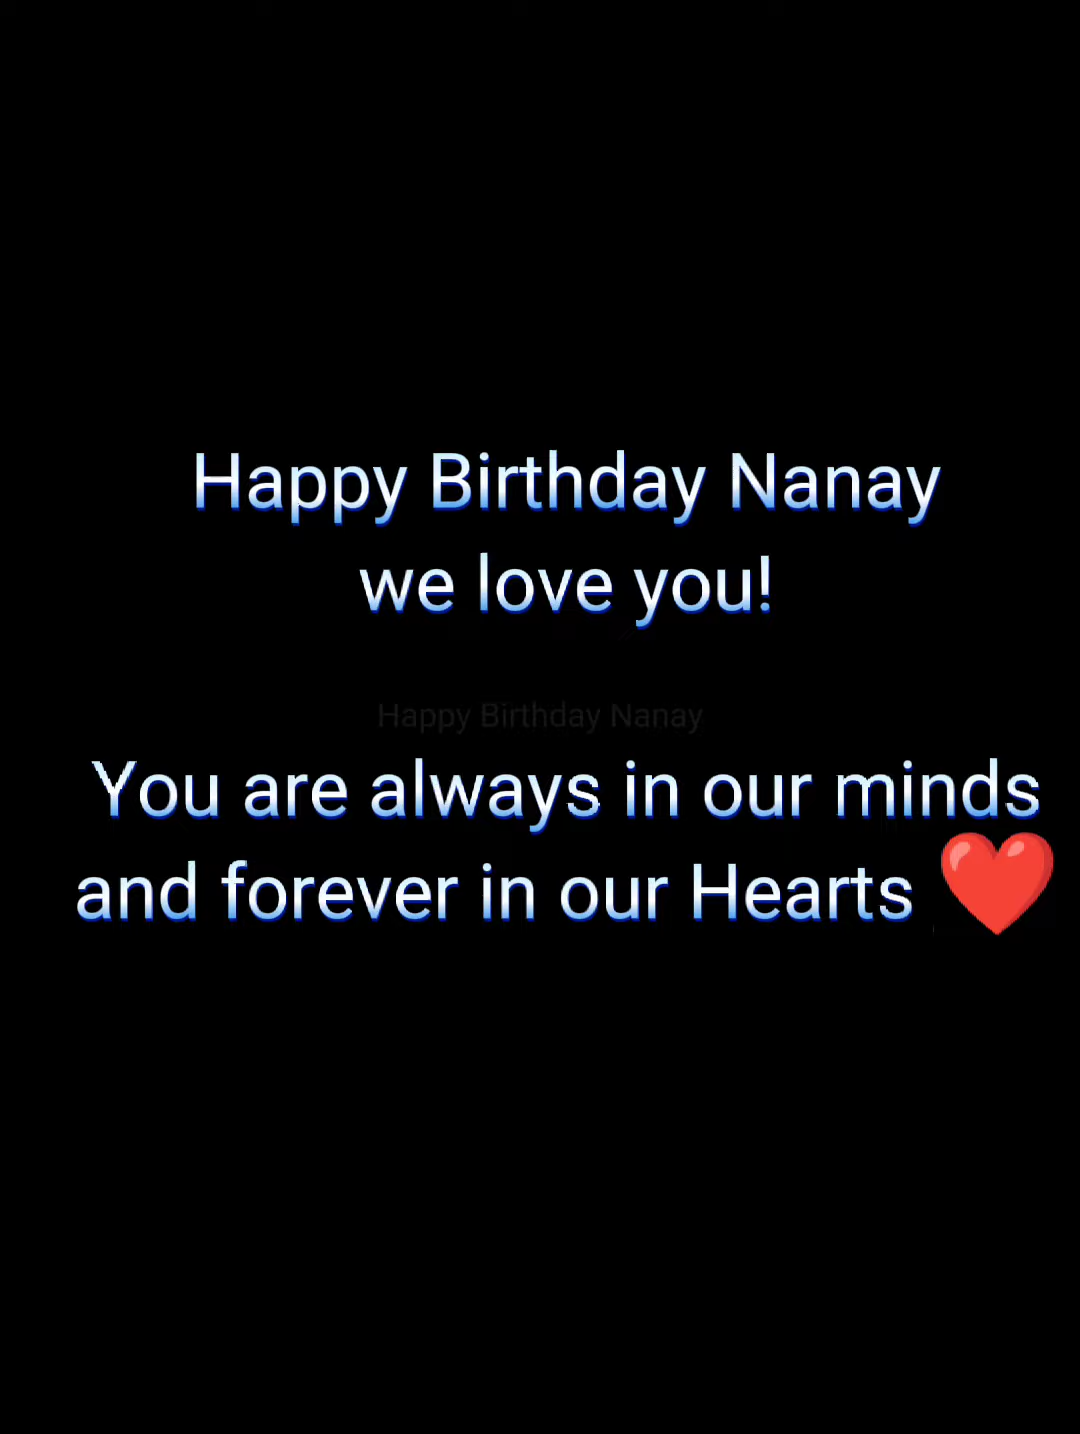 Happy Birthday Nanay
we love you!
Happy Birthday Nanay
You are always in our minds
and forever in our Hearts ❤️